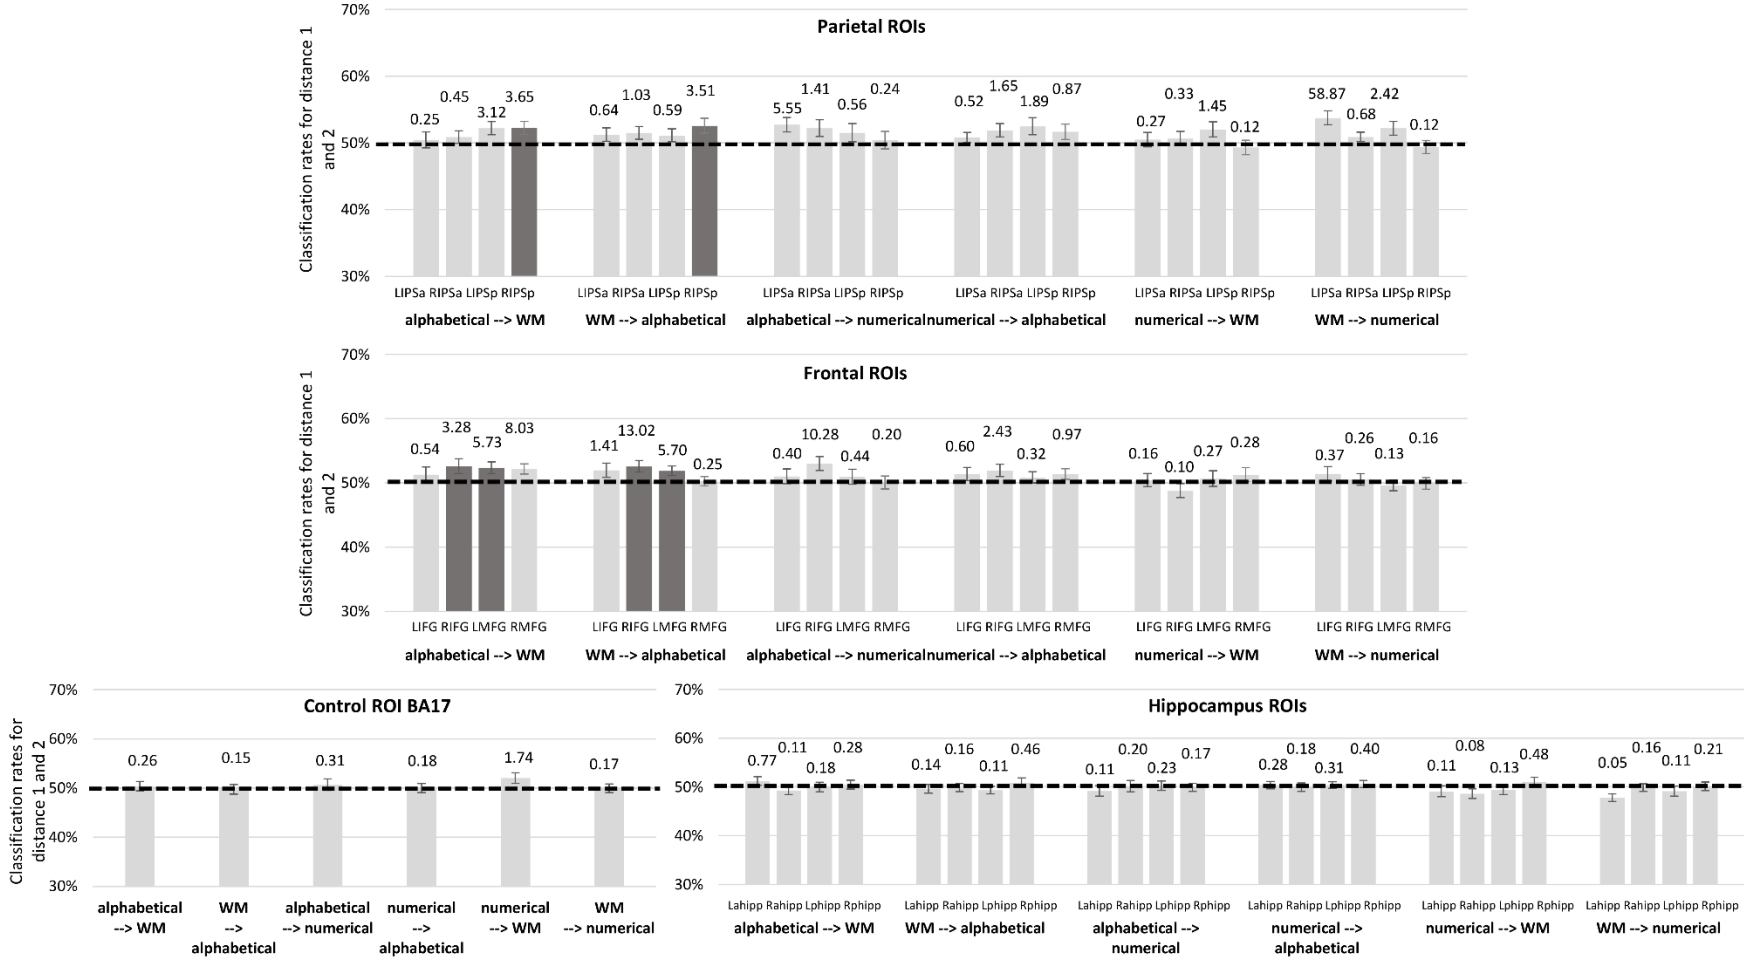 Parietal ROIs
Classification rates for distance 1
and 2
70%
60%
50%
40%
30%
0.25 0.45 3.12 3.65 0.64 1.03 0.59 3.51 5.55 1.41 0.56 0.24 0.52 1.65 1.89 0.87 0.27 0.33 1.45 0.12 58.87 0.68 2.42 0.12
LIPSa RIPSa LIPSp RIPSp LIPSa RIPSa LIPSp RIPSp LIPSa RIPSa LIPSp RIPSp LIPSa RIPSa LIPSp RIPSp LIPSa RIPSa LIPSp RIPSp LIPSa RIPSa LIPSp RIPSp
alphabetical --> WM WM --> alphabetical alphabetical --> numerical numerical --> alphabetical numerical --> WM WM --> numerical
Frontal ROIs
Classification rates for distance 1
and 2
70%
60%
50%
40%
30%
0.54 3.28 5.73 8.03 1.41 13.02 5.70 0.25 0.40 10.28 0.44 0.20 0.60 2.43 0.32 0.97 0.16 0.10 0.27 0.28 0.37 0.26 0.13 0.16
LIFG RIFG LMFG RMFG LIFG RIFG LMFG RMFG LIFG RIFG LMFG RMFG LIFG RIFG LMFG RMFG LIFG RIFG LMFG RMFG LIFG RIFG LMFG RMFG
alphabetical --> WM WM --> alphabetical alphabetical --> numerical numerical --> alphabetical numerical --> WM WM --> numerical
Control ROI BA17
Classification rates for
distance 1 and 2
70%
60%
50%
40%
30%
0.26 0.15 0.31 0.18 1.74 0.17
alphabetical WM alphabetical numerical numerical WM
--> WM --> --> numerical --> --> WM --> numerical
alphabetical alphabetical
Hippocampus ROIs
70%
60%
50%
40%
30%
0.77 0.11 0.18 0.28 0.14 0.16 0.11 0.46 0.11 0.20 0.23 0.17 0.28 0.18 0.31 0.40 0.11 0.08 0.13 0.48 0.05 0.16 0.11 0.21
Lahipp Rahipp Lphipp Rphipp Lahipp Rahipp Lphipp Rphipp Lahipp Rahipp Lphipp Rphipp Lahipp Rahipp Lphipp Rphipp Lahipp Rahipp Lphipp Rphipp Lahipp Rahipp Lphipp Rphipp
alphabetical --> WM WM --> alphabetical alphabetical --> numerical --> numerical --> WM WM --> numerical
numerical alphabetical